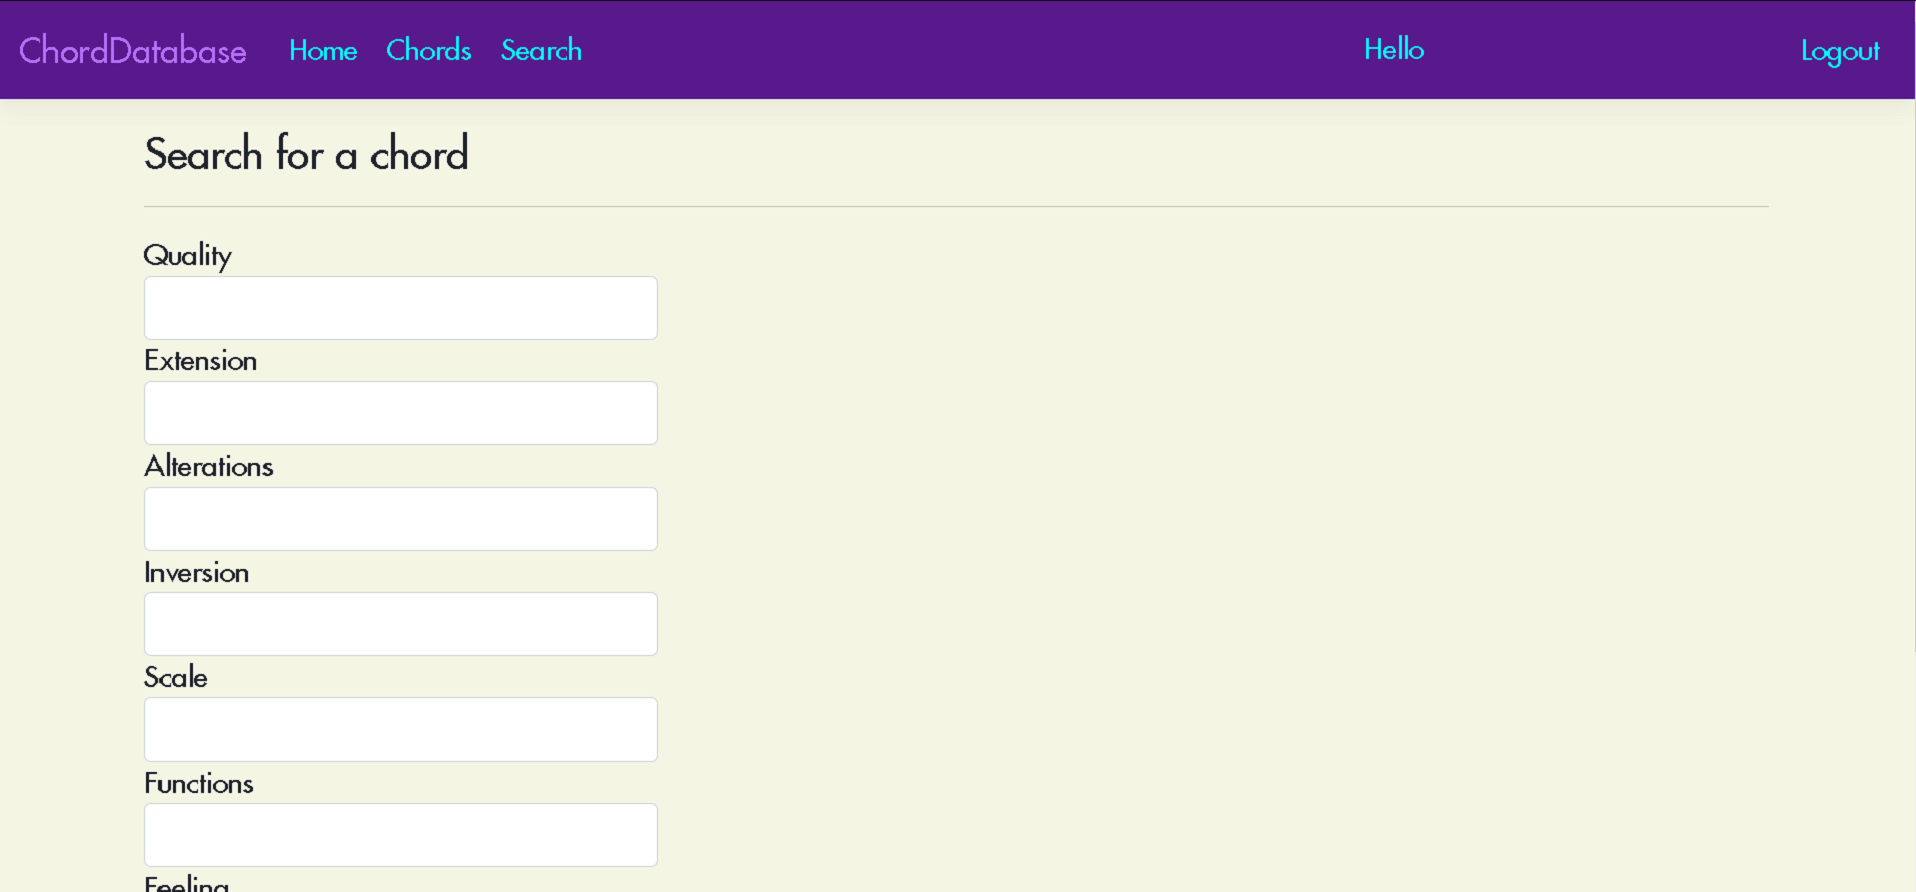 ChordDatabase Home Chords Search Hello Logout
Search for a chord
Quality
Extension
Alterations
Inversion
Scale
Functions
Feeling